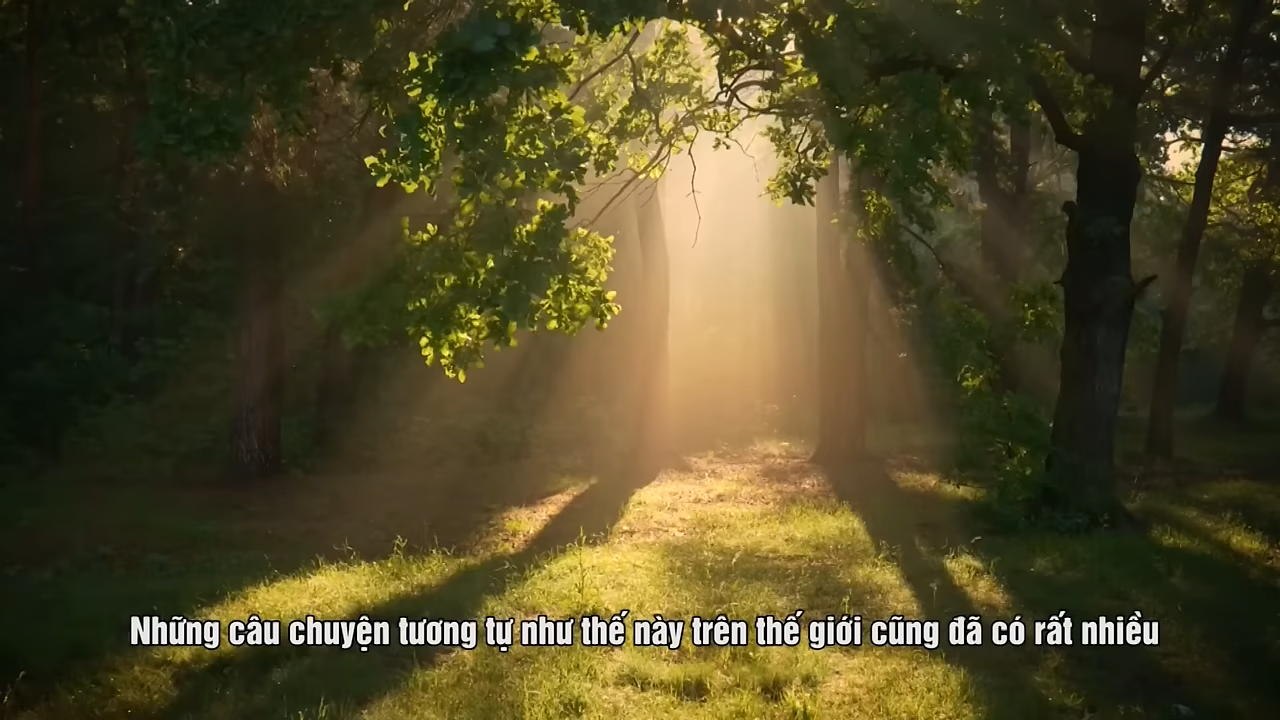 Những câu chuyện tương tự như thế này trên thế giới cũng đã có rất nhiều